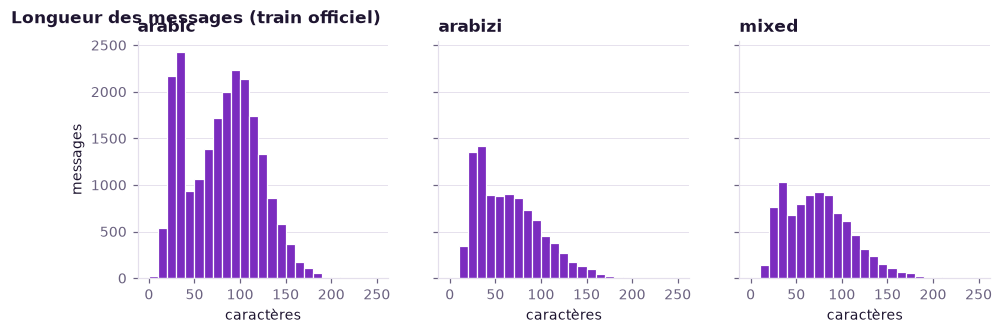 Longueur des messages (train officiel)
arabic
arabizi
mixed
2500
2000
1500
1000
500
0
messages
0 50 100 150 200 250
0 50 100 150 200 250
0 50 100 150 200 250
caractères
caractères
caractères